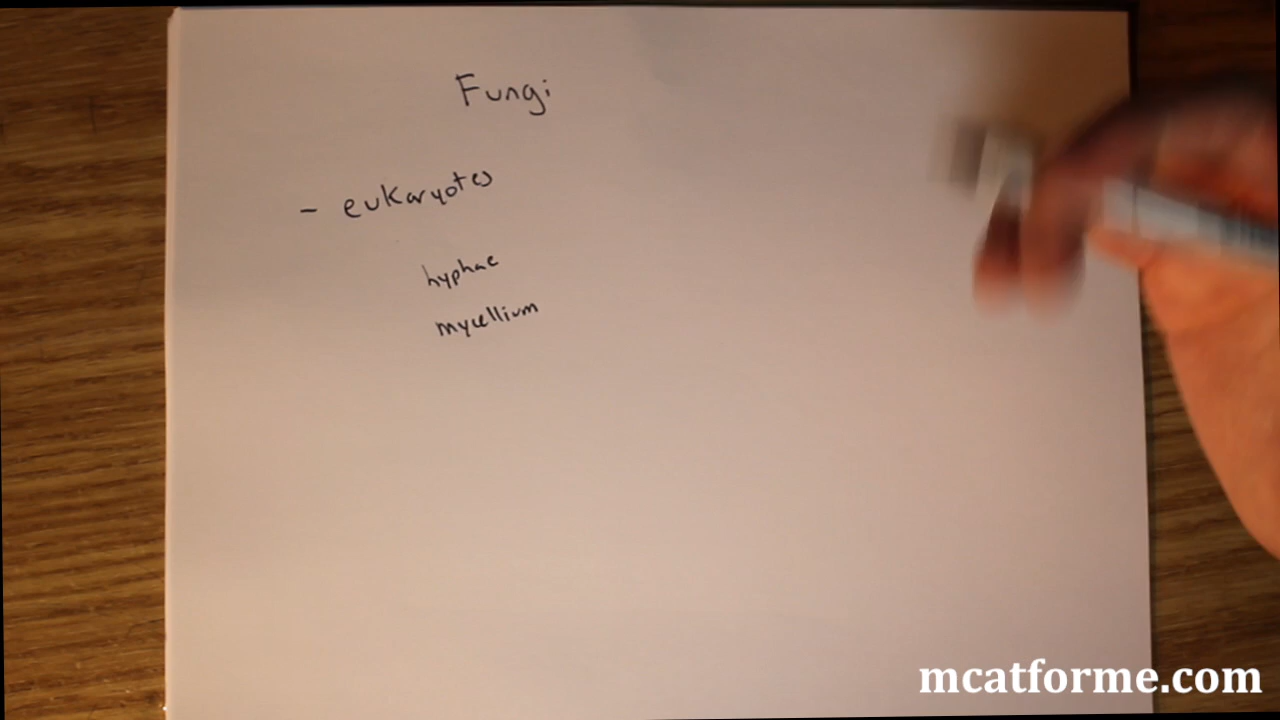 Fungi
- eukaryotes
hyphae
mycellium
mcatforme.com